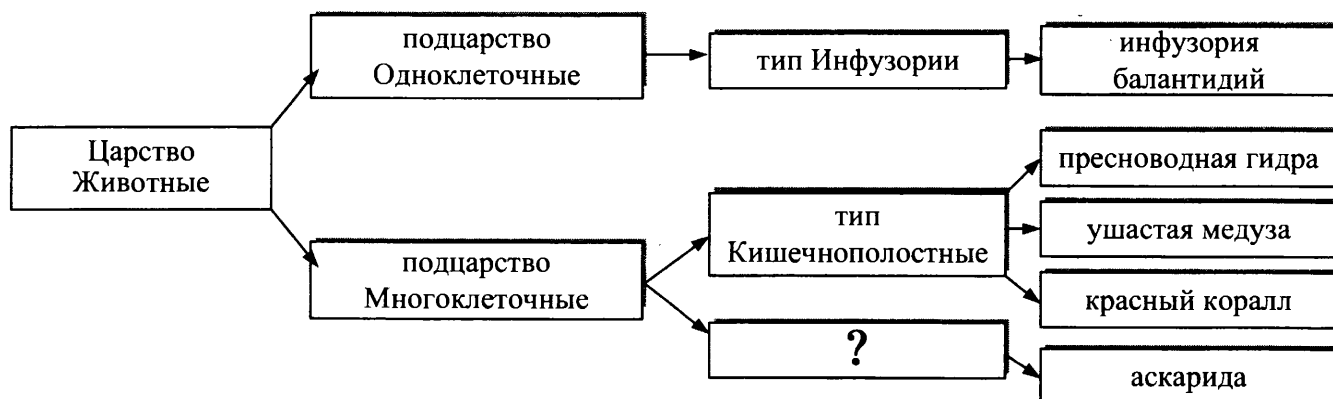 Царство
Животные
подцарство
Одноклеточные
тип Инфузории
инфузория
балантидий
подцарство
Многоклеточные
тип
Кишечнополостные
пресноводная гидра
ушастая медуза
красный коралл
?
аскарида